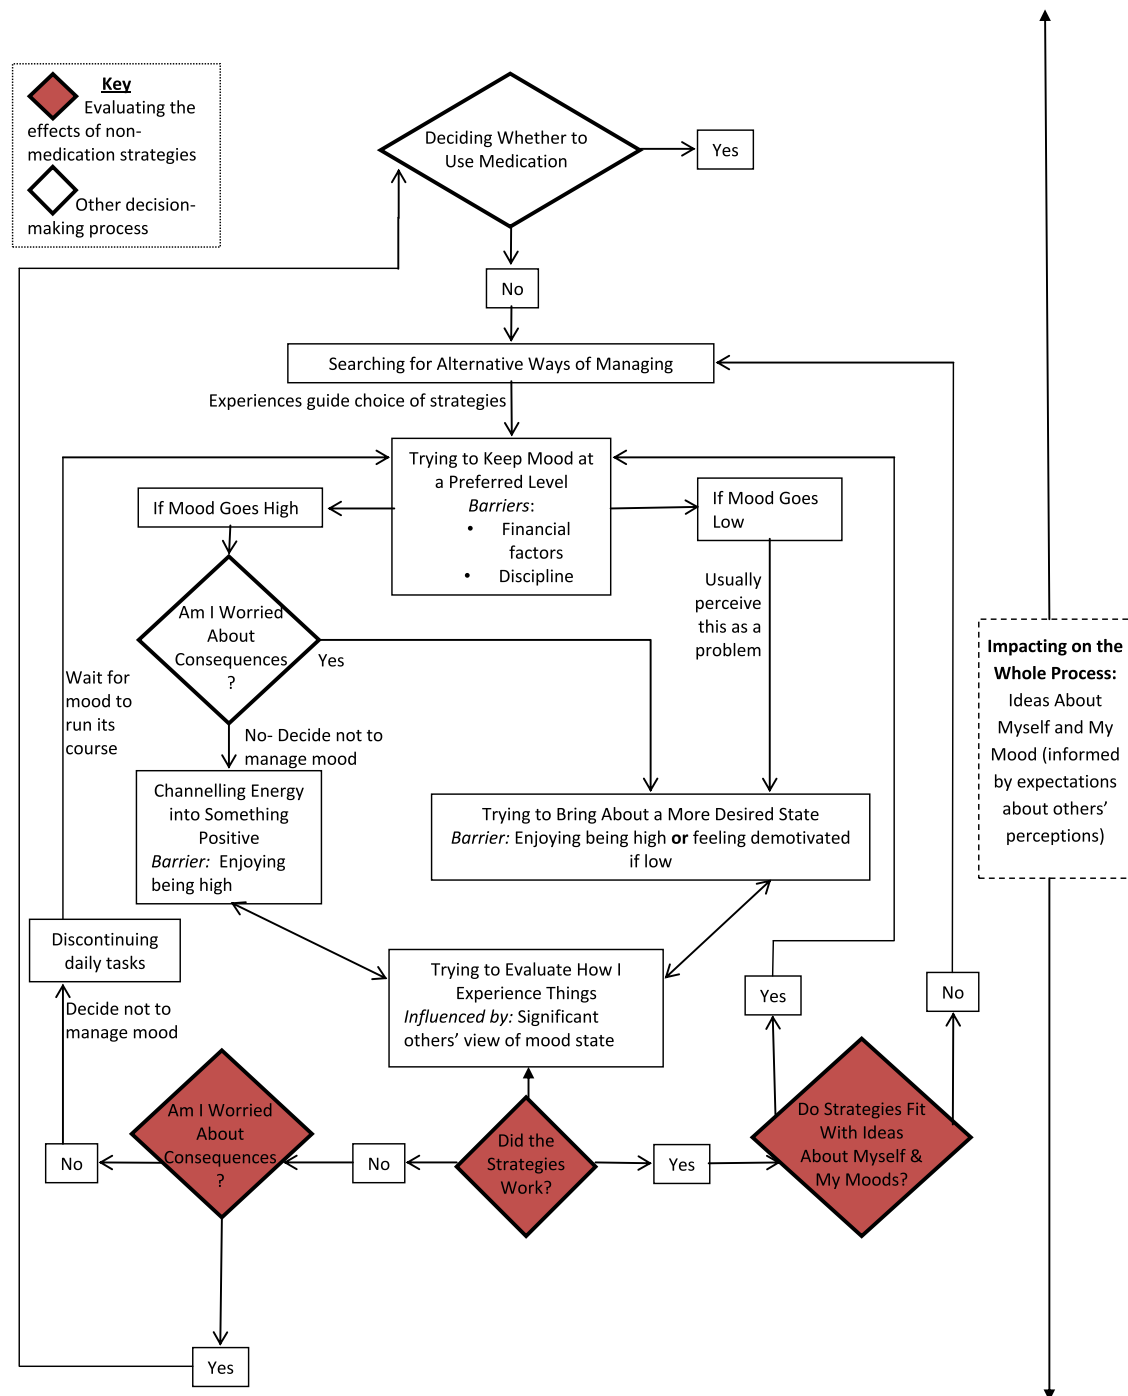 Key
Evaluating the
effects of non-
medication strategies
Other decision-
making process
Deciding Whether to
Use Medication
Yes
No
Searching for Alternative Ways of Managing
Experiences guide choice of strategies
Trying to Keep Mood at
a Preferred Level
Barriers:
• Financial
factors
• Discipline
If Mood Goes High
If Mood Goes
Low
Am I Worried
About
Consequences
?
Yes
Usually
perceive
this as a
problem
Wait for
mood to
run its
course
No- Decide not to
manage mood
Channelling Energy
into Something
Positive
Barrier: Enjoying
being high
Trying to Bring About a More Desired State
Barrier: Enjoying being high or feeling demotivated
if low
Impacting on the
Whole Process:
Ideas About
Myself and My
Mood (informed
by expectations
about others’
perceptions)
Discontinuing
daily tasks
Decide not to
manage mood
Trying to Evaluate How I
Experience Things
Influenced by: Significant
others’ view of mood state
Yes
No
Am I Worried
About
Consequences
?
No
No
Did the
Strategies
Work?
Yes
Do Strategies Fit
With Ideas
About Myself &
My Moods?
Yes